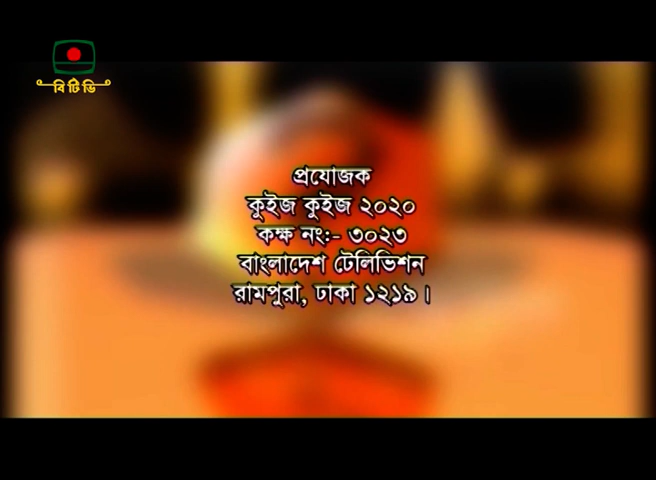 বি টি ভি
প্রযোজক
কুইজ কুইজ ২০২০
কক্ষ নং:- ৩০২৩
বাংলাদেশ টেলিভিশন
রামপুরা, ঢাকা ১২১৯।